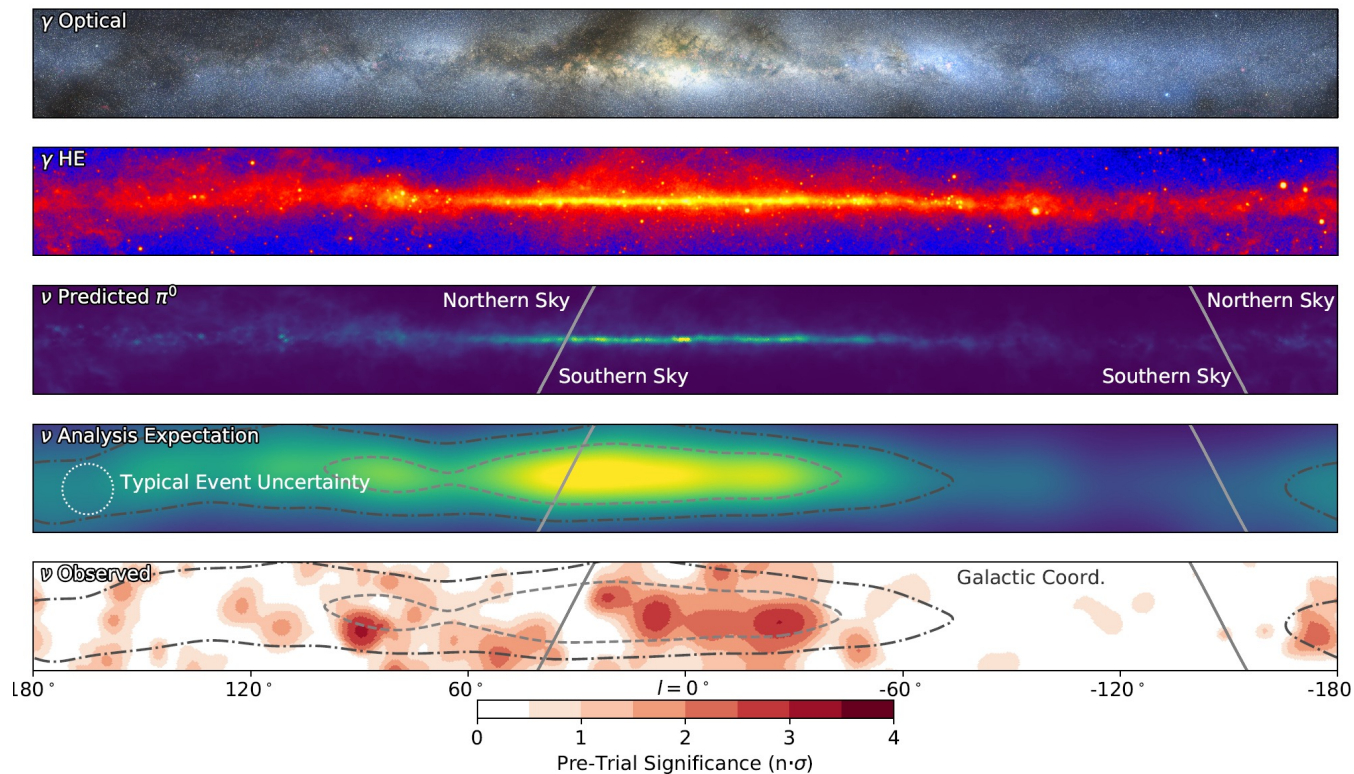 γ Optical
γ HE
ν Predicted π⁰
Northern Sky
Northern Sky
Southern Sky
Southern Sky
ν Analysis Expectation
Typical Event Uncertainty
ν Observed
Galactic Coord.
180° 120° 60° l = 0° -60° -120° -180
0 1 2 3 4
Pre-Trial Significance (n·σ)